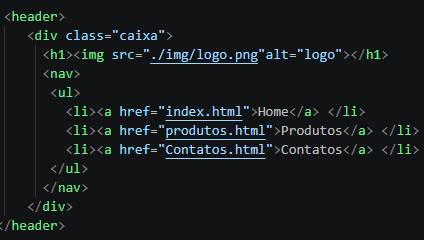 <header>
<div class="caixa">
<h1><img src="./img/logo.png"alt="logo"></h1>
<nav>
<ul>
<li><a href="index.html">Home</a> </li>
<li><a href="produtos.html">Produtos</a> </li>
<li><a href="Contatos.html">Contatos</a> </li>
</ul>
</nav>
</div>
</header>